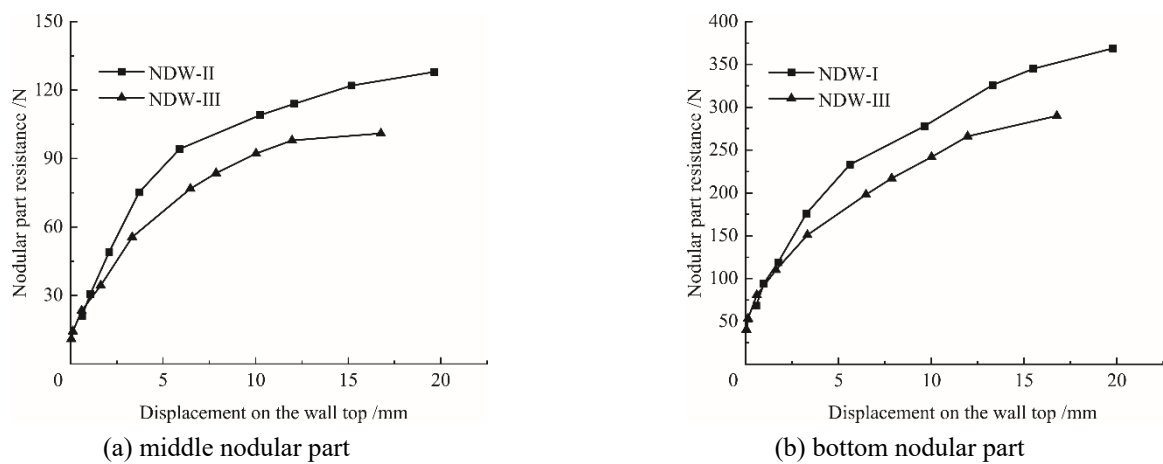 150
120
90
60
30
0
5
10
15
20
Nodular part resistance /N
NDW-II
NDW-III
Displacement on the wall top /mm
(a) middle nodular part
400
350
300
250
200
150
100
50
0
5
10
15
20
Nodular part resistance /N
NDW-I
NDW-III
Displacement on the wall top /mm
(b) bottom nodular part